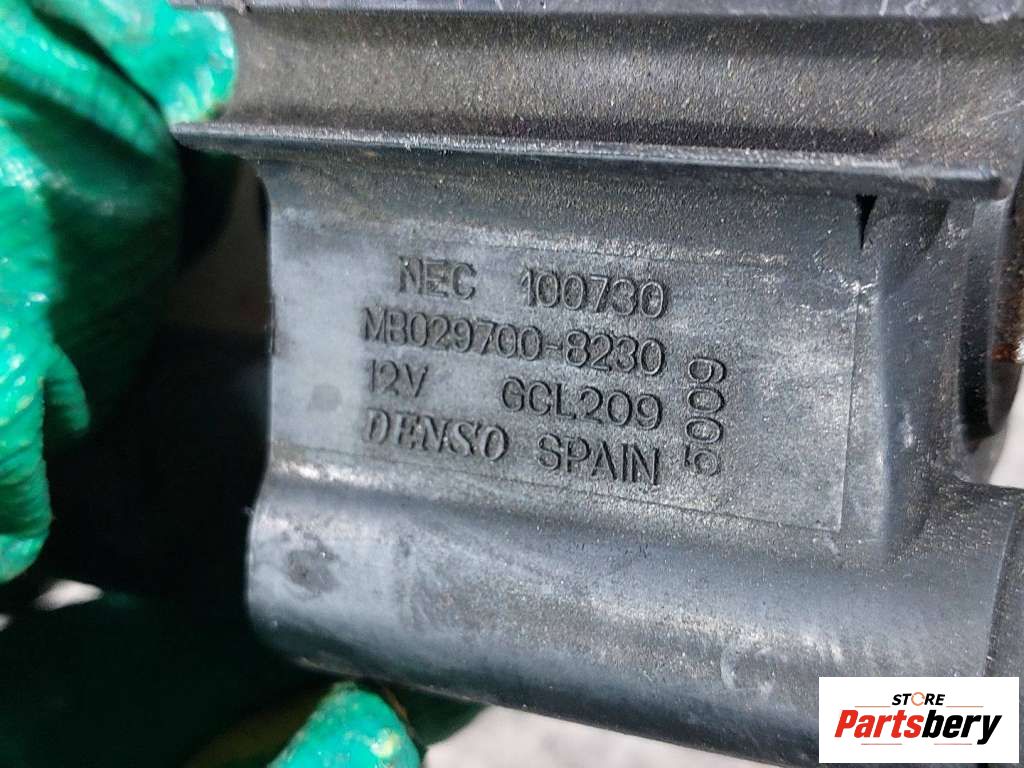 NEC 100730
MB029700-8230
12V GCL209
DENSO SPAIN
5009
STORE
Partsbery